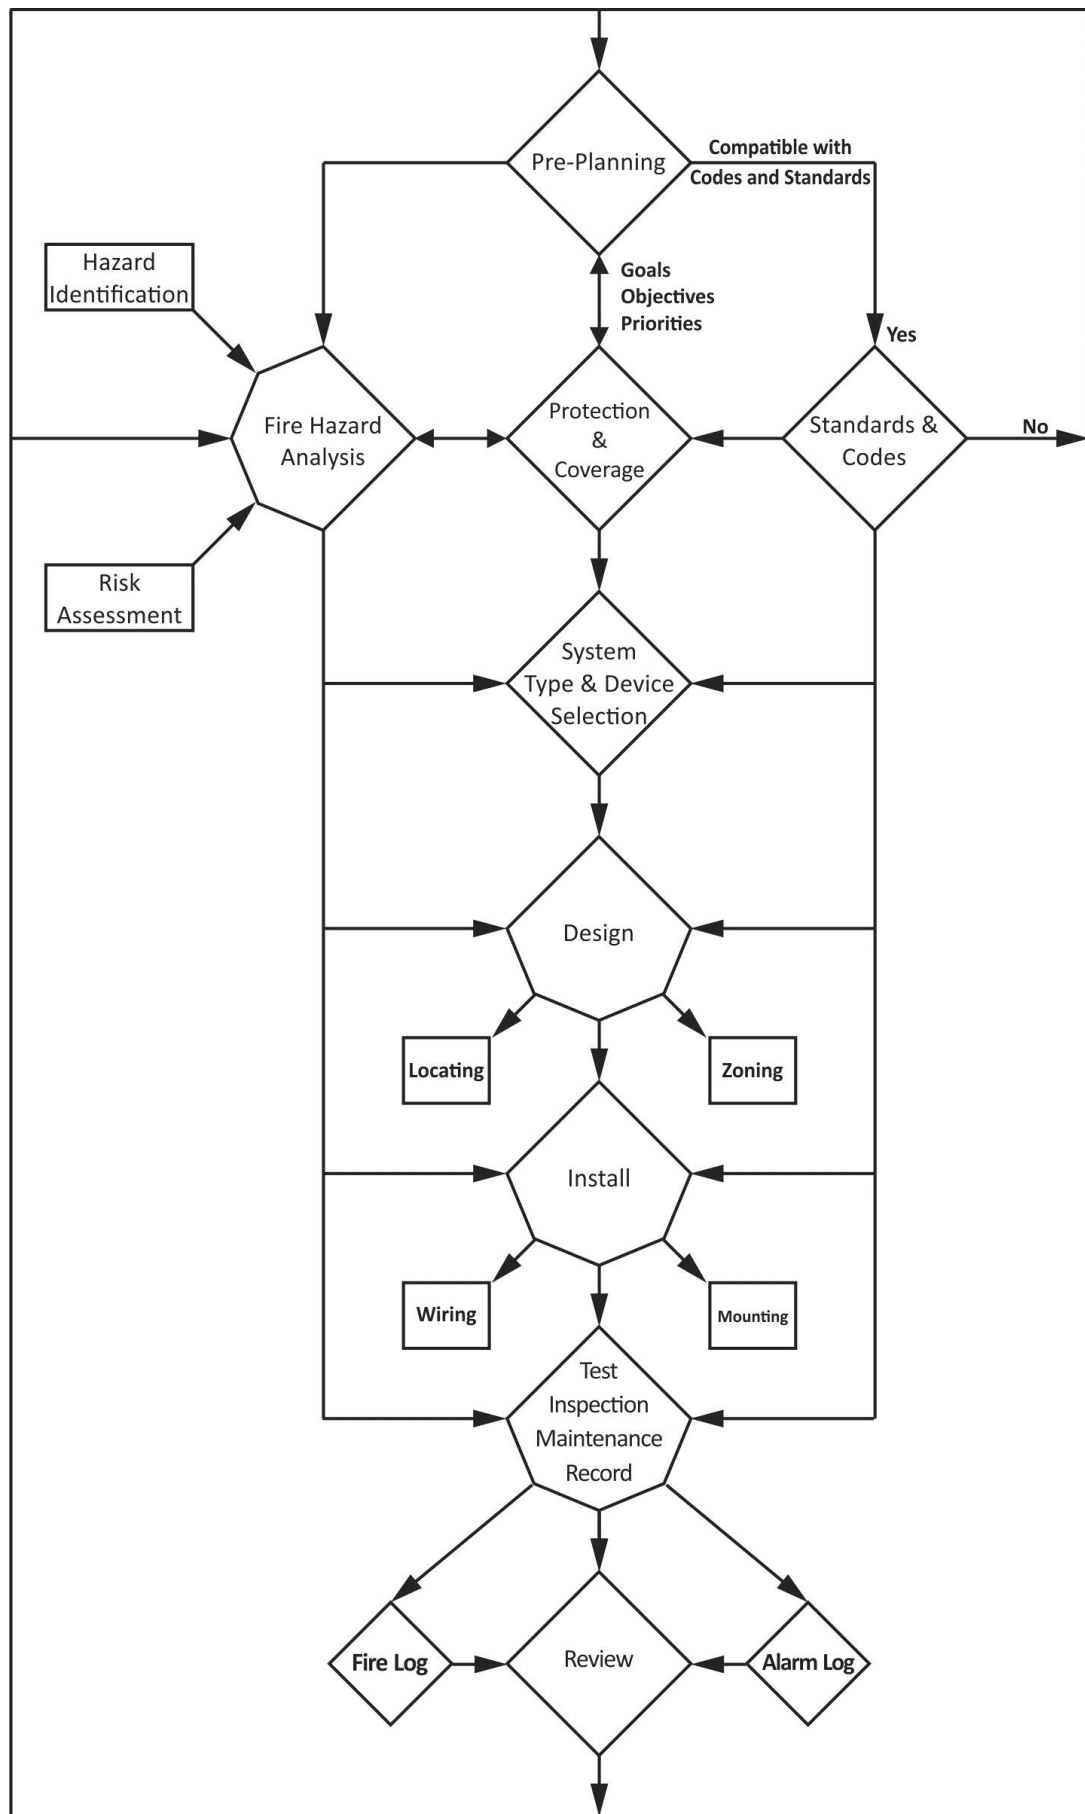 Pre-Planning
Compatible with
Codes and Standards
Hazard
Identification
Goals
Objectives
Priorities
Yes
Fire Hazard
Analysis
Protection
&
Coverage
Standards &
Codes
No
Risk
Assessment
System
Type & Device
Selection
Design
Locating
Zoning
Install
Wiring
Mounting
Test
Inspection
Maintenance
Record
Fire Log
Review
Alarm Log